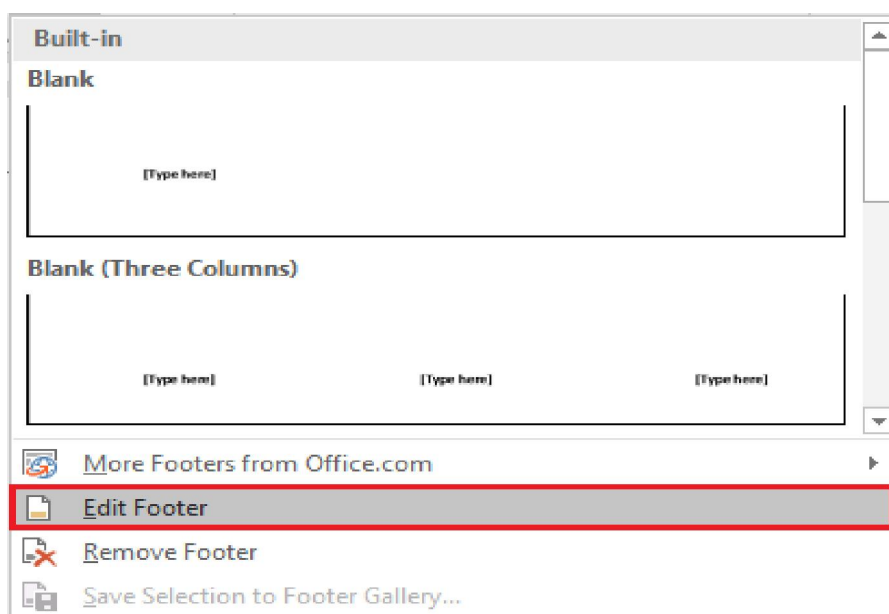 Built-in
Blank
[Type here]
Blank (Three Columns)
[Type here] [Type here] [Type here]
More Footers from Office.com
Edit Footer
Remove Footer
Save Selection to Footer Gallery...